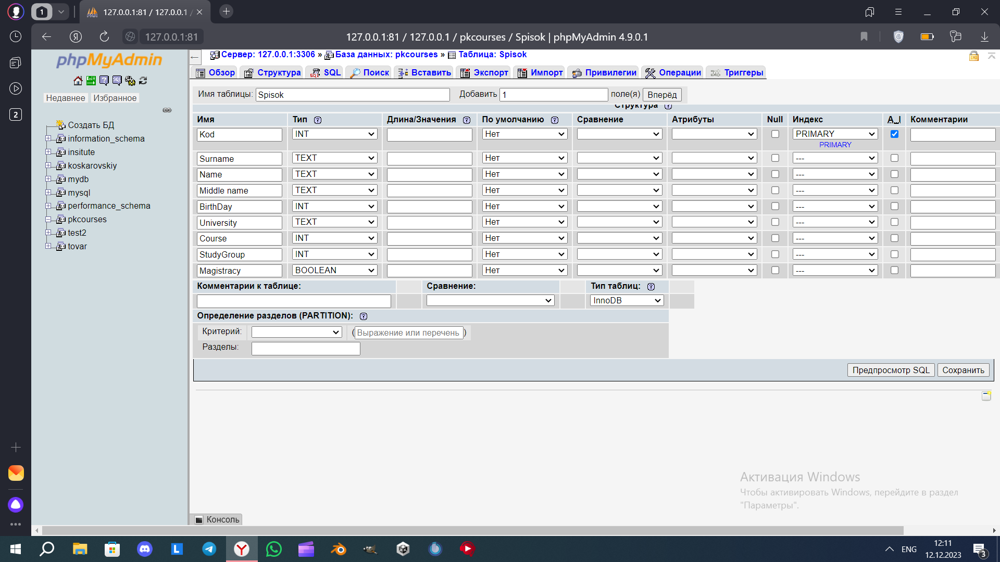 1
127.0.0.1:81 / 127.0.0.1 /
127.0.0.1:81
127.0.0.1:81 / 127.0.0.1 / pkcourses / Spisok | phpMyAdmin 4.9.0.1
2
phpMyAdmin
Недавнее Избранное
Создать БД
information_schema
insitute
koskarovskiy
mydb
mysql
performance_schema
pkcourses
test2
tovar
Сервер: 127.0.0.1:3306 » База данных: pkcourses » Таблица: Spisok
Обзор Структура SQL Поиск Вставить Экспорт Импорт Привилегии Операции Триггеры
Имя таблицы: Spisok Добавить 1 поле(я) Вперёд
Структура
Имя Тип Длина/Значения По умолчанию Сравнение Атрибуты Null Индекс A_I Комментарии
Kod INT Нет PRIMARY
PRIMARY
Surname TEXT Нет ---
Name TEXT Нет ---
Middle name TEXT Нет ---
BirthDay INT Нет ---
University TEXT Нет ---
Course INT Нет ---
StudyGroup INT Нет ---
Magistracy BOOLEAN Нет ---
Комментарии к таблице: Сравнение: Тип таблиц:
InnoDB
Определение разделов (PARTITION):
Критерий: (Выражение или перечень)
Разделы:
Предпросмотр SQL Сохранить
Консоль
Активация Windows
Чтобы активировать Windows, перейдите в раздел
"Параметры".
ENG
12:11
12.12.2023
3